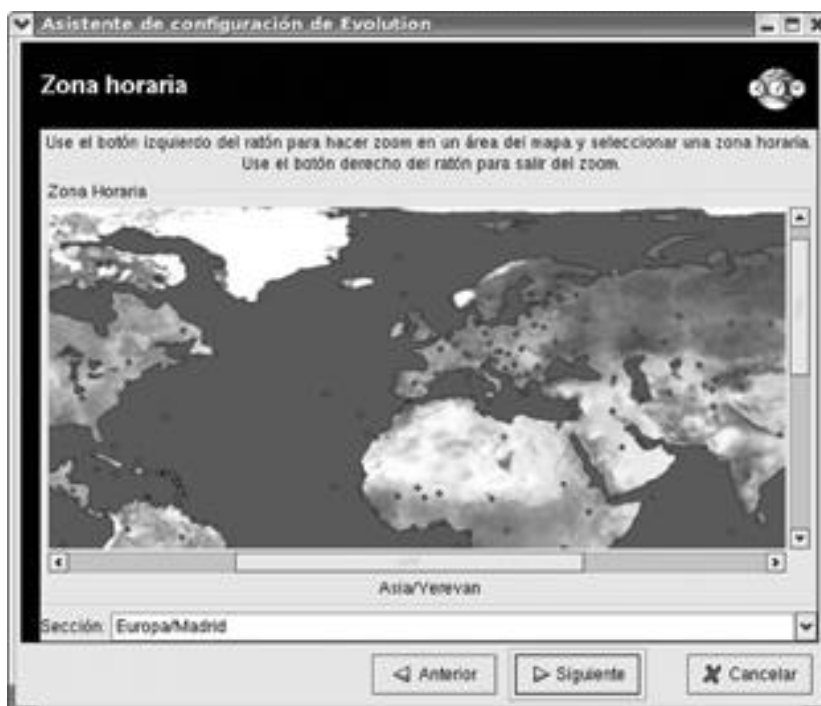 Asistente de configuración de Evolution
Zona horaria
Use el botón izquierdo del ratón para hacer zoom en un área del mapa y seleccionar una zona horaria.
Use el botón derecho del ratón para salir del zoom.
Zona Horaria
Asia/Yerevan
Sección: Europa/Madrid
Anterior
Siguiente
Cancelar